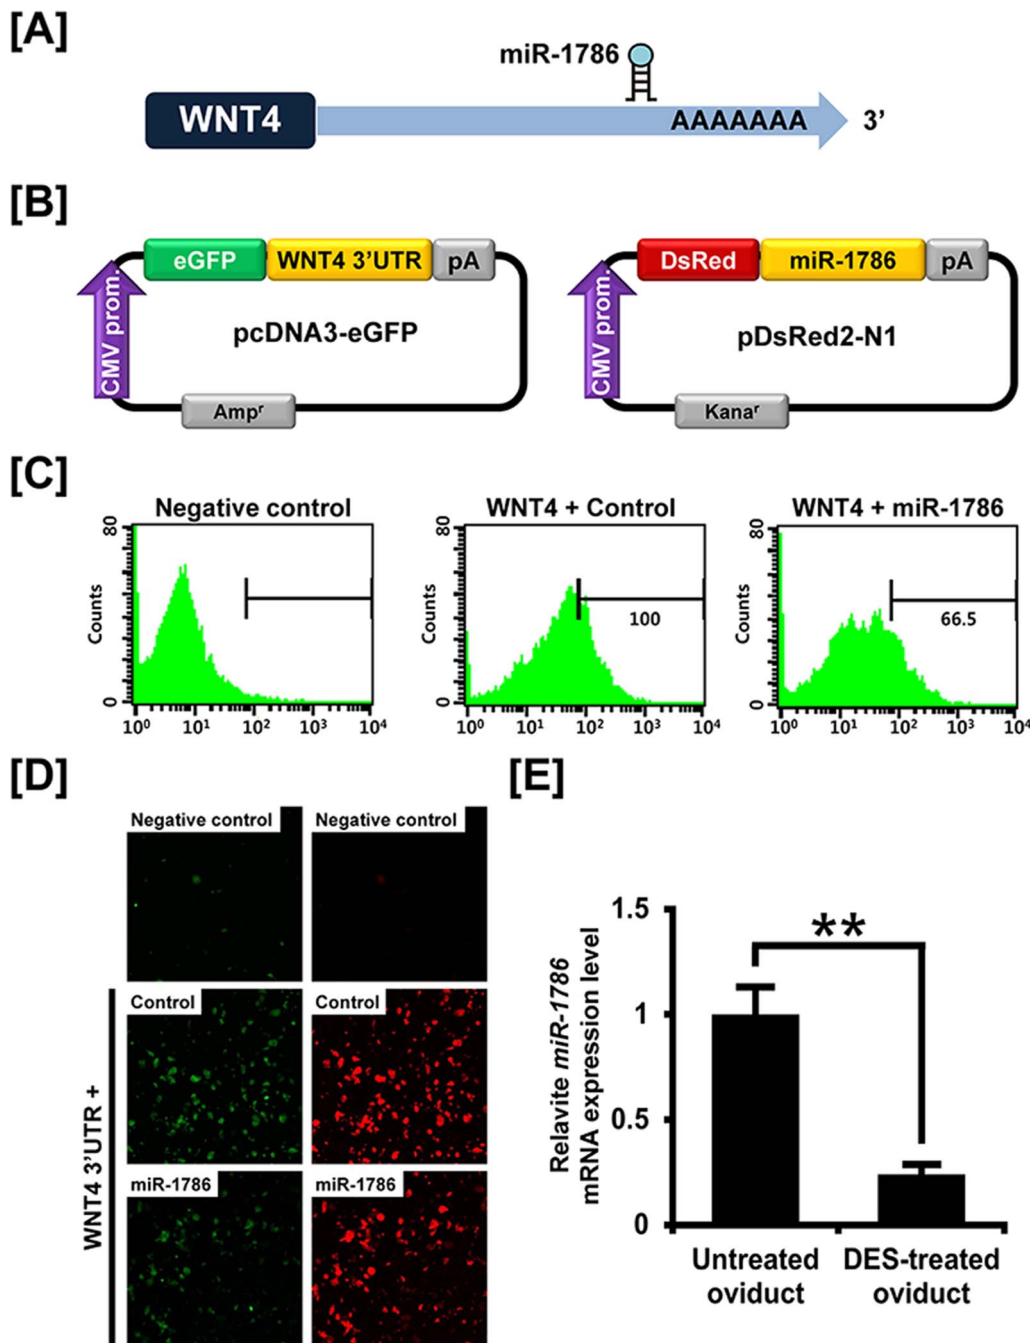 [A]
miR-1786
WNT4
AAAAAAA
3’
[B]
eGFP
WNT4 3’UTR
pA
CMV prom.
pcDNA3-eGFP
Ampʳ
DsRed
miR-1786
pA
CMV prom.
pDsRed2-N1
Kanaʳ
[C]
Negative control
80
Counts
0
10⁰ 10¹ 10² 10³ 10⁴
WNT4 + Control
80
Counts
0
100
10⁰ 10¹ 10² 10³ 10⁴
WNT4 + miR-1786
80
Counts
0
66.5
10⁰ 10¹ 10² 10³ 10⁴
[D]
Negative control
Negative control
WNT4 3’UTR +
Control
Control
miR-1786
miR-1786
[E]
Relavite miR-1786
mRNA expression level
1.5
1
0.5
0
**
Untreated
oviduct
DES-treated
oviduct